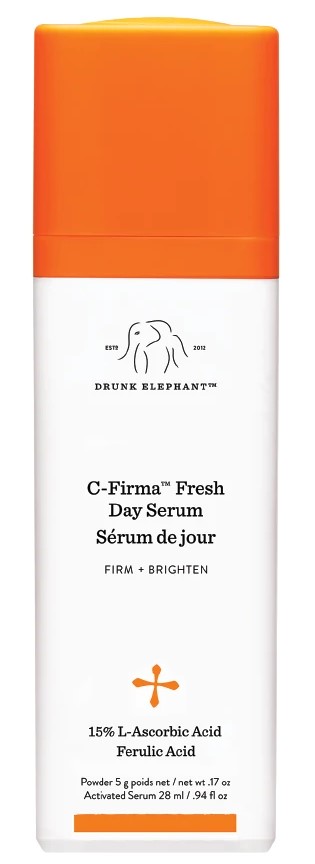 ESTD 2012
DRUNK ELEPHANT™
C-Firma™ Fresh
Day Serum
Sérum de jour
FIRM + BRIGHTEN
15% L-Ascorbic Acid
Ferulic Acid
Powder 5 g poids net / net wt .17 oz
Activated Serum 28 ml / .94 fl oz